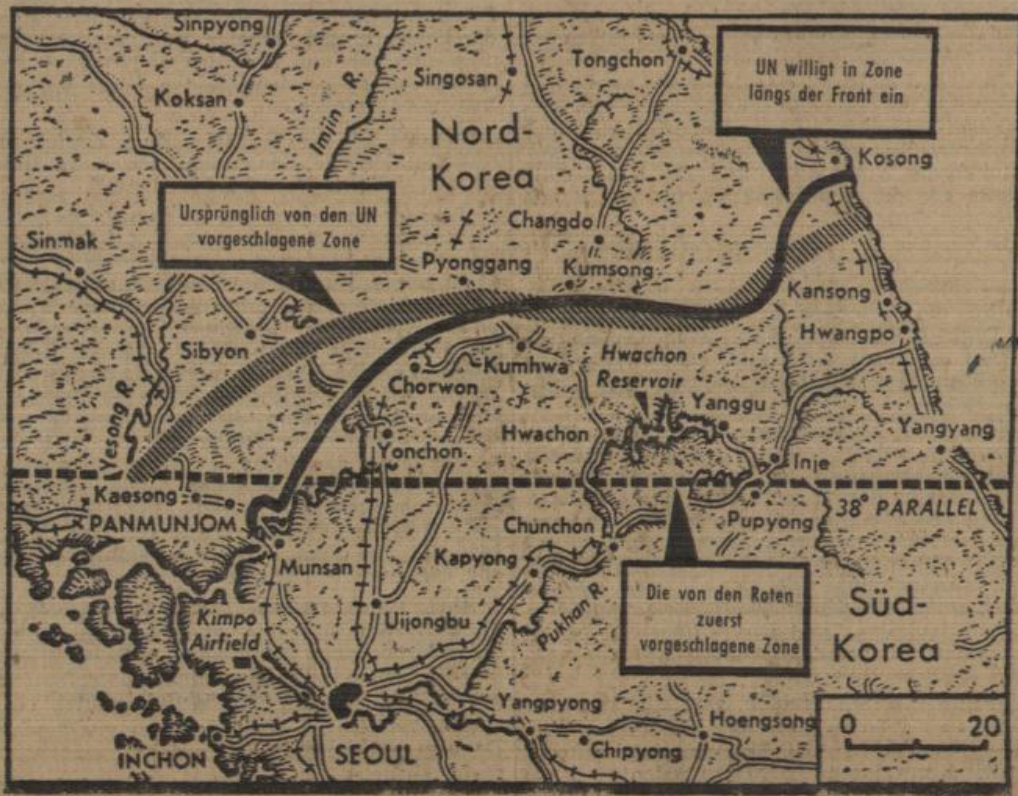 Sinpyong
Singosan
Tongchon
UN willigt in Zone
längs der Front ein
Koksan
Imjin R.
Nord-
Korea
Kosong
Ursprünglich von den UN
vorgeschlagene Zone
Changdo
Sinmak
Pyonggang
Kumsong
Kansong
Sibyon
Hwangpo
Chorwon
Kumhwa
Hwachon
Reservoir
Yanggu
Yesong R.
Yonchon
Hwachon
Yangyang
Inje
Kaesong
PANMUNJOM
38° PARALLEL
Pupyong
Chunchon
Munsan
Kapyong
Die von den Roten
zuerst
vorgeschlagene Zone
Süd-
Korea
Kimpo
Airfield
Uijongbu
Pukhan R.
Yangpyong
Hoengsong
0 20
INCHON
SEOUL
Chipyong